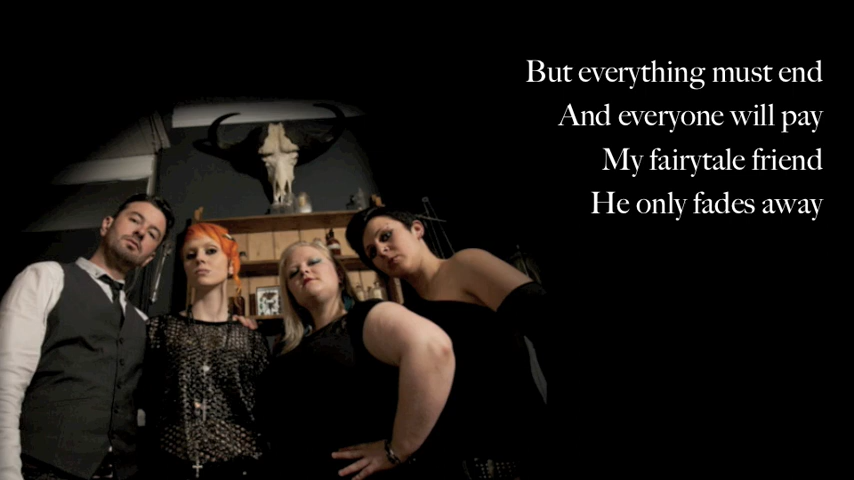 But everything must end
And everyone will pay
My fairytale friend
He only fades away